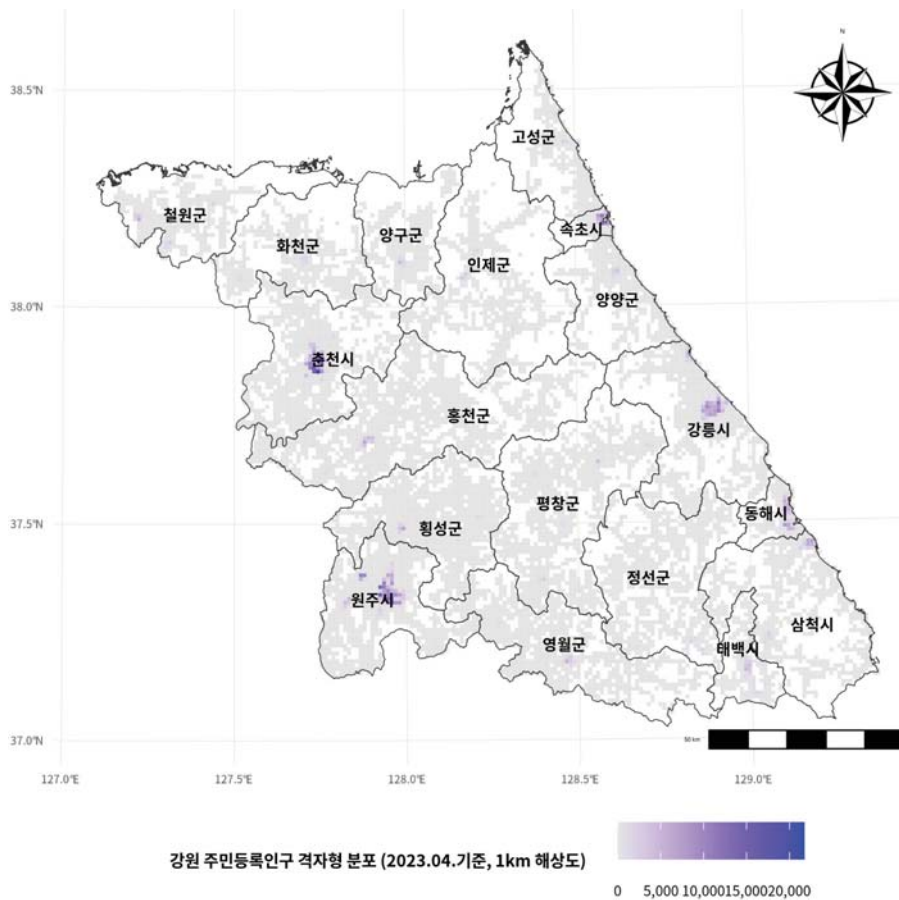 N
38.5°N
고성군
철원군
속초시
화천군
양구군
인제군
38.0°N
양양군
춘천시
홍천군
강릉시
37.5°N
평창군
동해시
횡성군
정선군
원주시
삼척시
영월군
태백시
37.0°N
50 km
127.0°E 127.5°E 128.0°E 128.5°E 129.0°E
강원 주민등록인구 격자형 분포 (2023.04.기준, 1km 해상도)
0 5,000 10,000 15,000 20,000